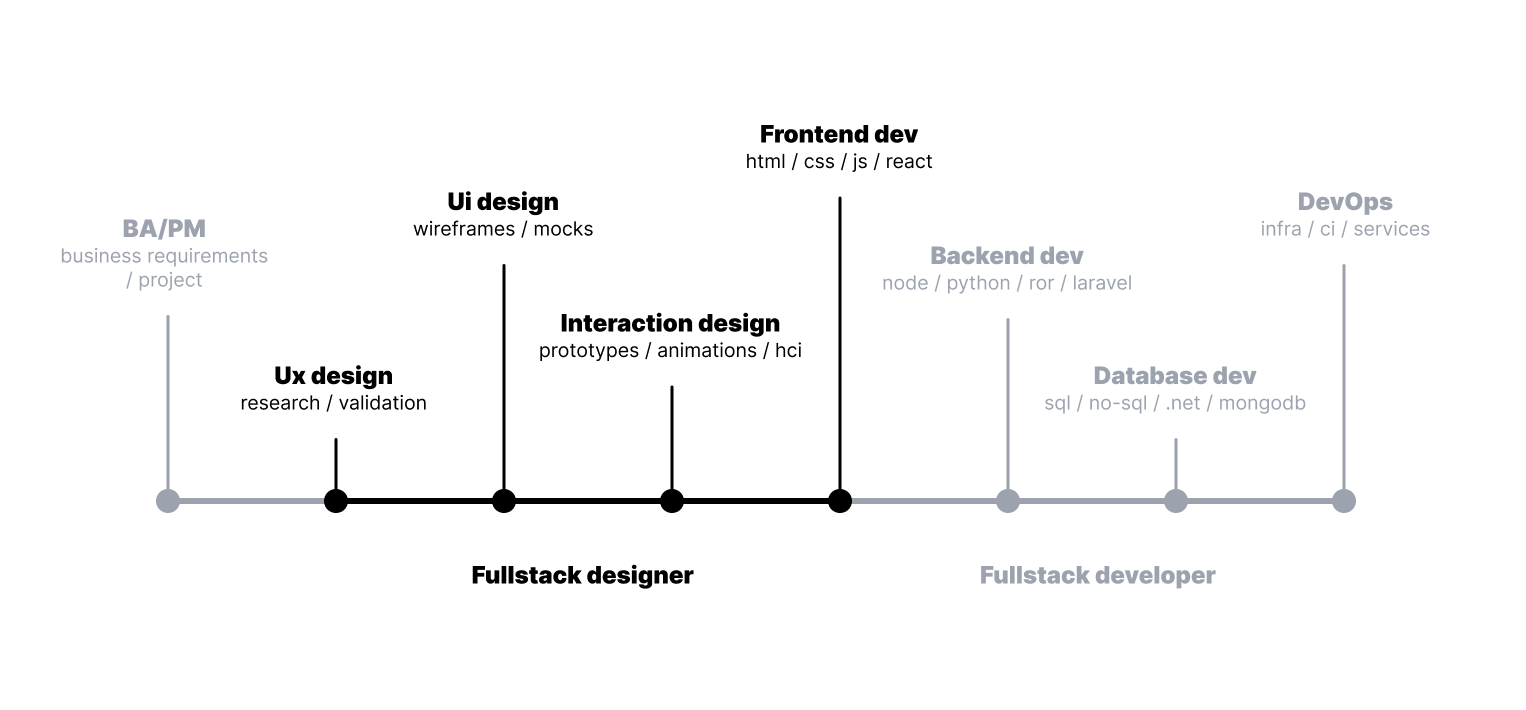 BA/PM
business requirements
/ project
Ux design
research / validation
Ui design
wireframes / mocks
Interaction design
prototypes / animations / hci
Frontend dev
html / css / js / react
Backend dev
node / python / ror / laravel
Database dev
sql / no-sql / .net / mongodb
DevOps
infra / ci / services
Fullstack designer
Fullstack developer